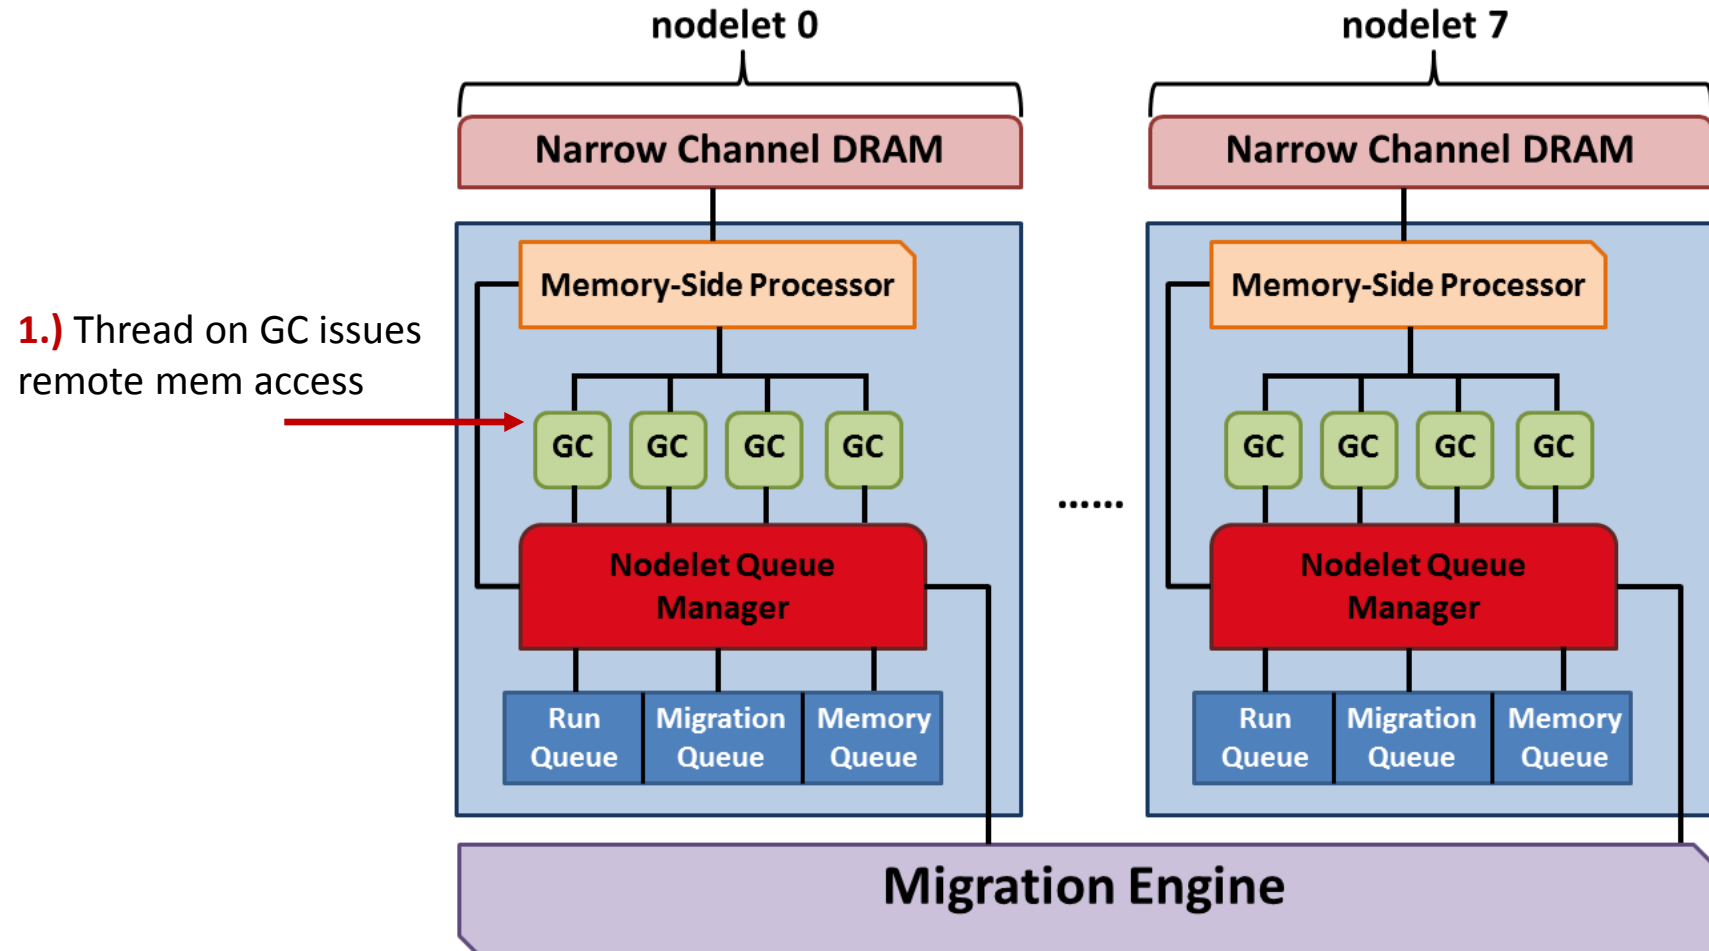 nodelet 0
nodelet 7
Narrow Channel DRAM
Narrow Channel DRAM
Memory-Side Processor
Memory-Side Processor
1.) Thread on GC issues
remote mem access
GC GC GC GC
GC GC GC GC
......
Nodelet Queue
Manager
Nodelet Queue
Manager
Run
Queue
Migration
Queue
Memory
Queue
Run
Queue
Migration
Queue
Memory
Queue
Migration Engine